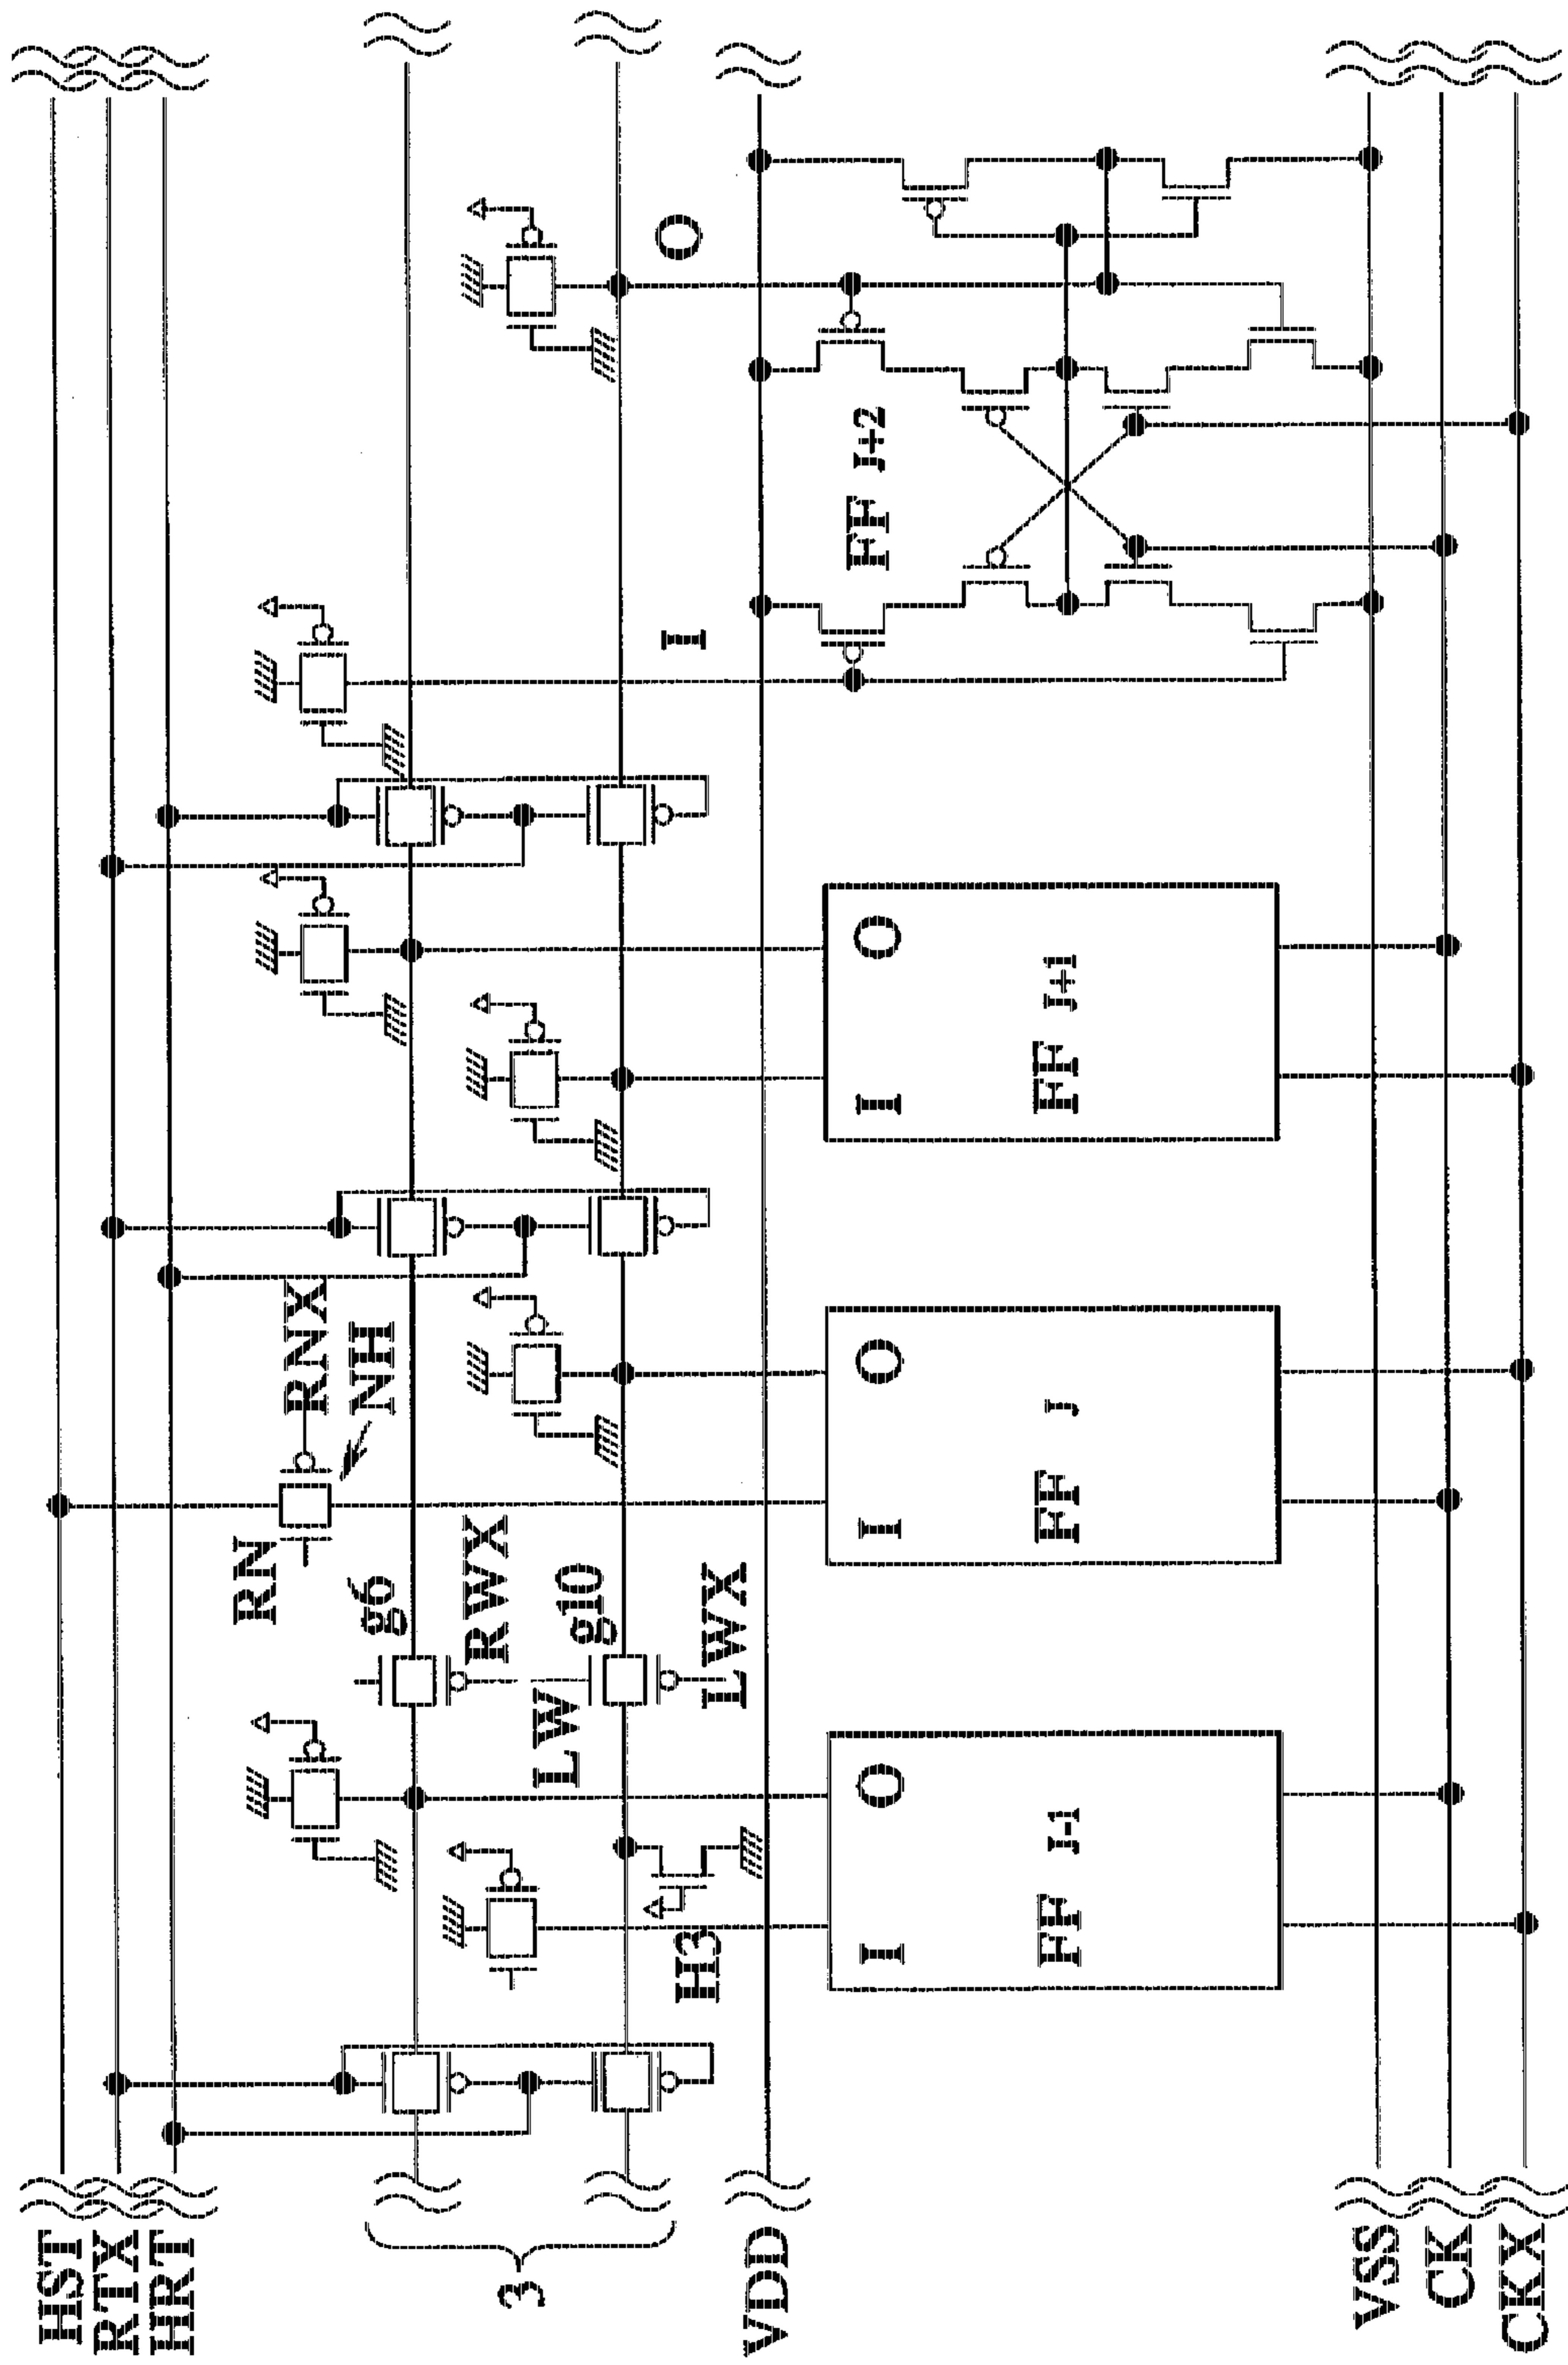 HST
RTX
HRT
3
VDD
VSS
CK
CKX
RN
RNX
NH
g6
RWX
g10
LW
LWX
H3
I
O
FF J-1
I
O
FF J
I
O
FF J+1
I
O
FF J+2